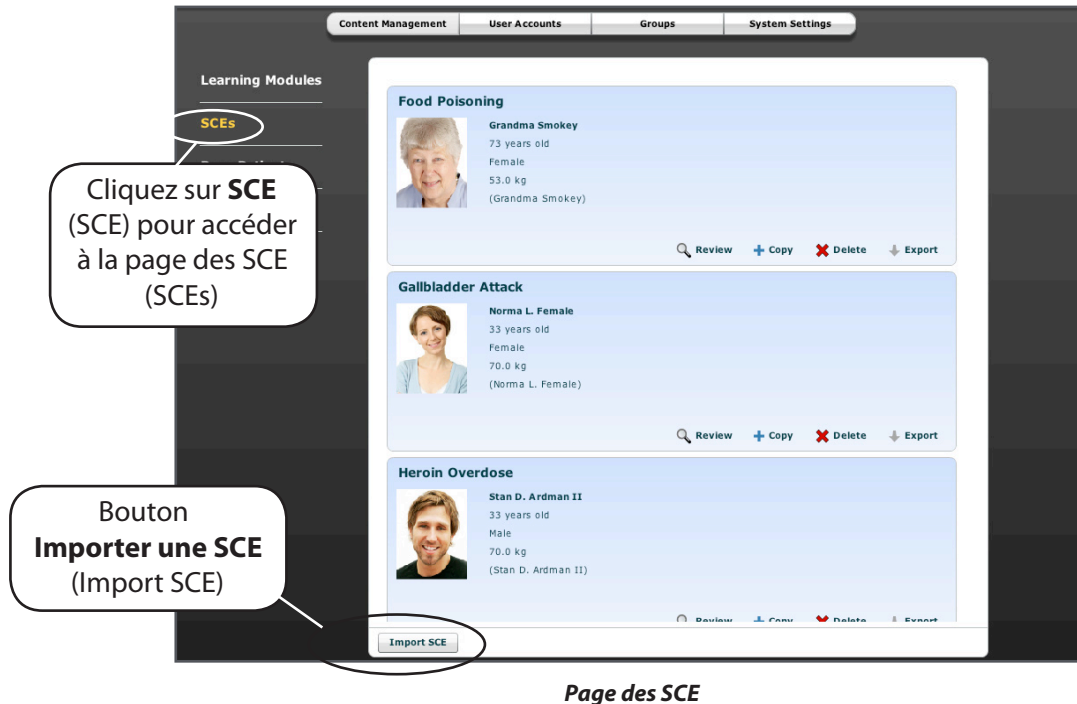 Content Management User Accounts Groups System Settings
Learning Modules
SCEs
Cliquez sur SCE
(SCE) pour accéder
à la page des SCE
(SCEs)
Food Poisoning
Grandma Smokey
73 years old
Female
53.0 kg
(Grandma Smokey)
Review Copy Delete Export
Gallbladder Attack
Norma L. Female
33 years old
Female
70.0 kg
(Norma L. Female)
Review Copy Delete Export
Heroin Overdose
Stan D. Ardman II
33 years old
Male
70.0 kg
(Stan D. Ardman II)
Review Copy Delete Export
Bouton
Importer une SCE
(Import SCE)
Import SCE
Page des SCE